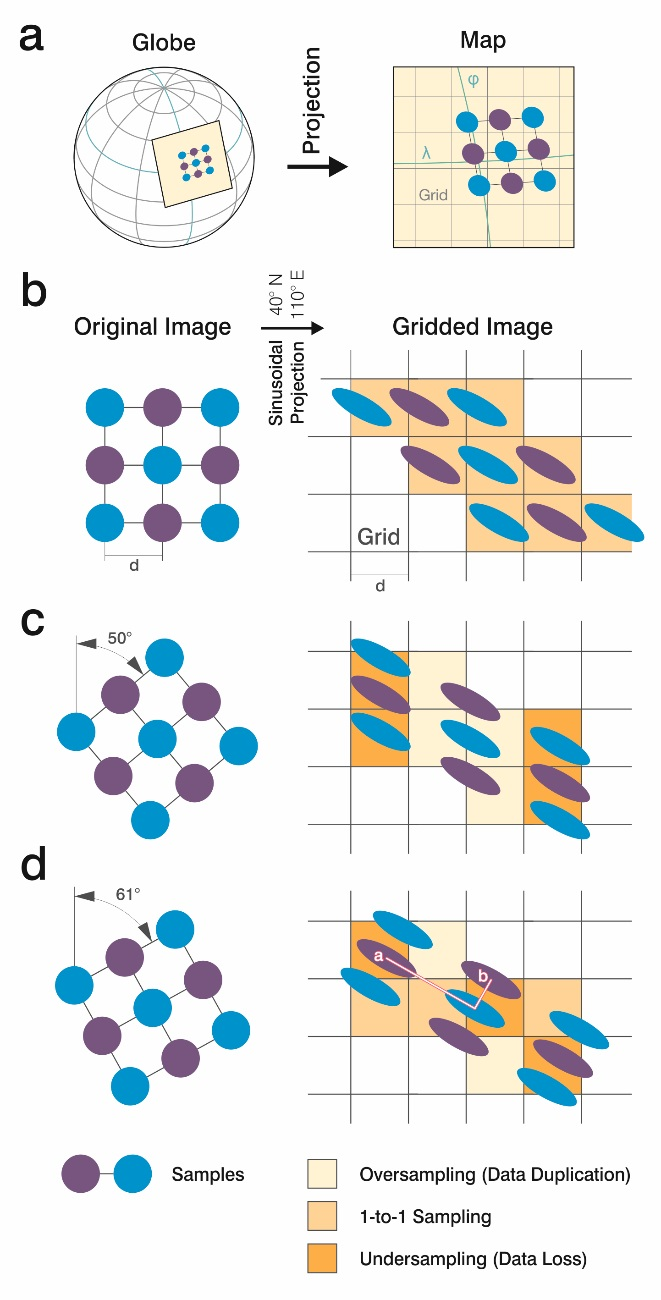 a
Globe
Projection
Map
φ
λ
Grid
b
Original Image
40° N
110° E
Sinusoidal
Projection
Gridded Image
d
Grid
d
c
50°
d
61°
a
b
Samples
Oversampling (Data Duplication)
1-to-1 Sampling
Undersampling (Data Loss)